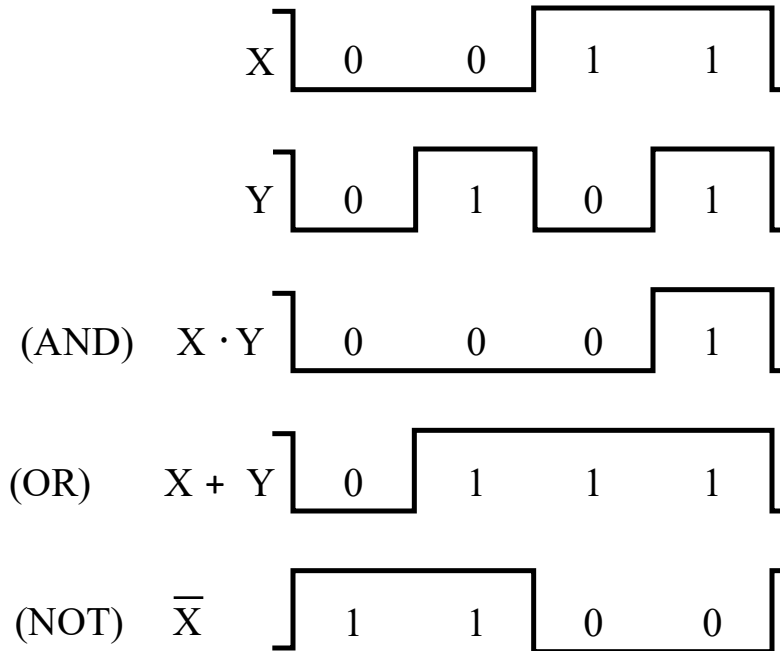 X 0 0 1 1
Y 0 1 0 1
(AND) X · Y 0 0 0 1
(OR) X + Y 0 1 1 1
(NOT) X̅ 1 1 0 0